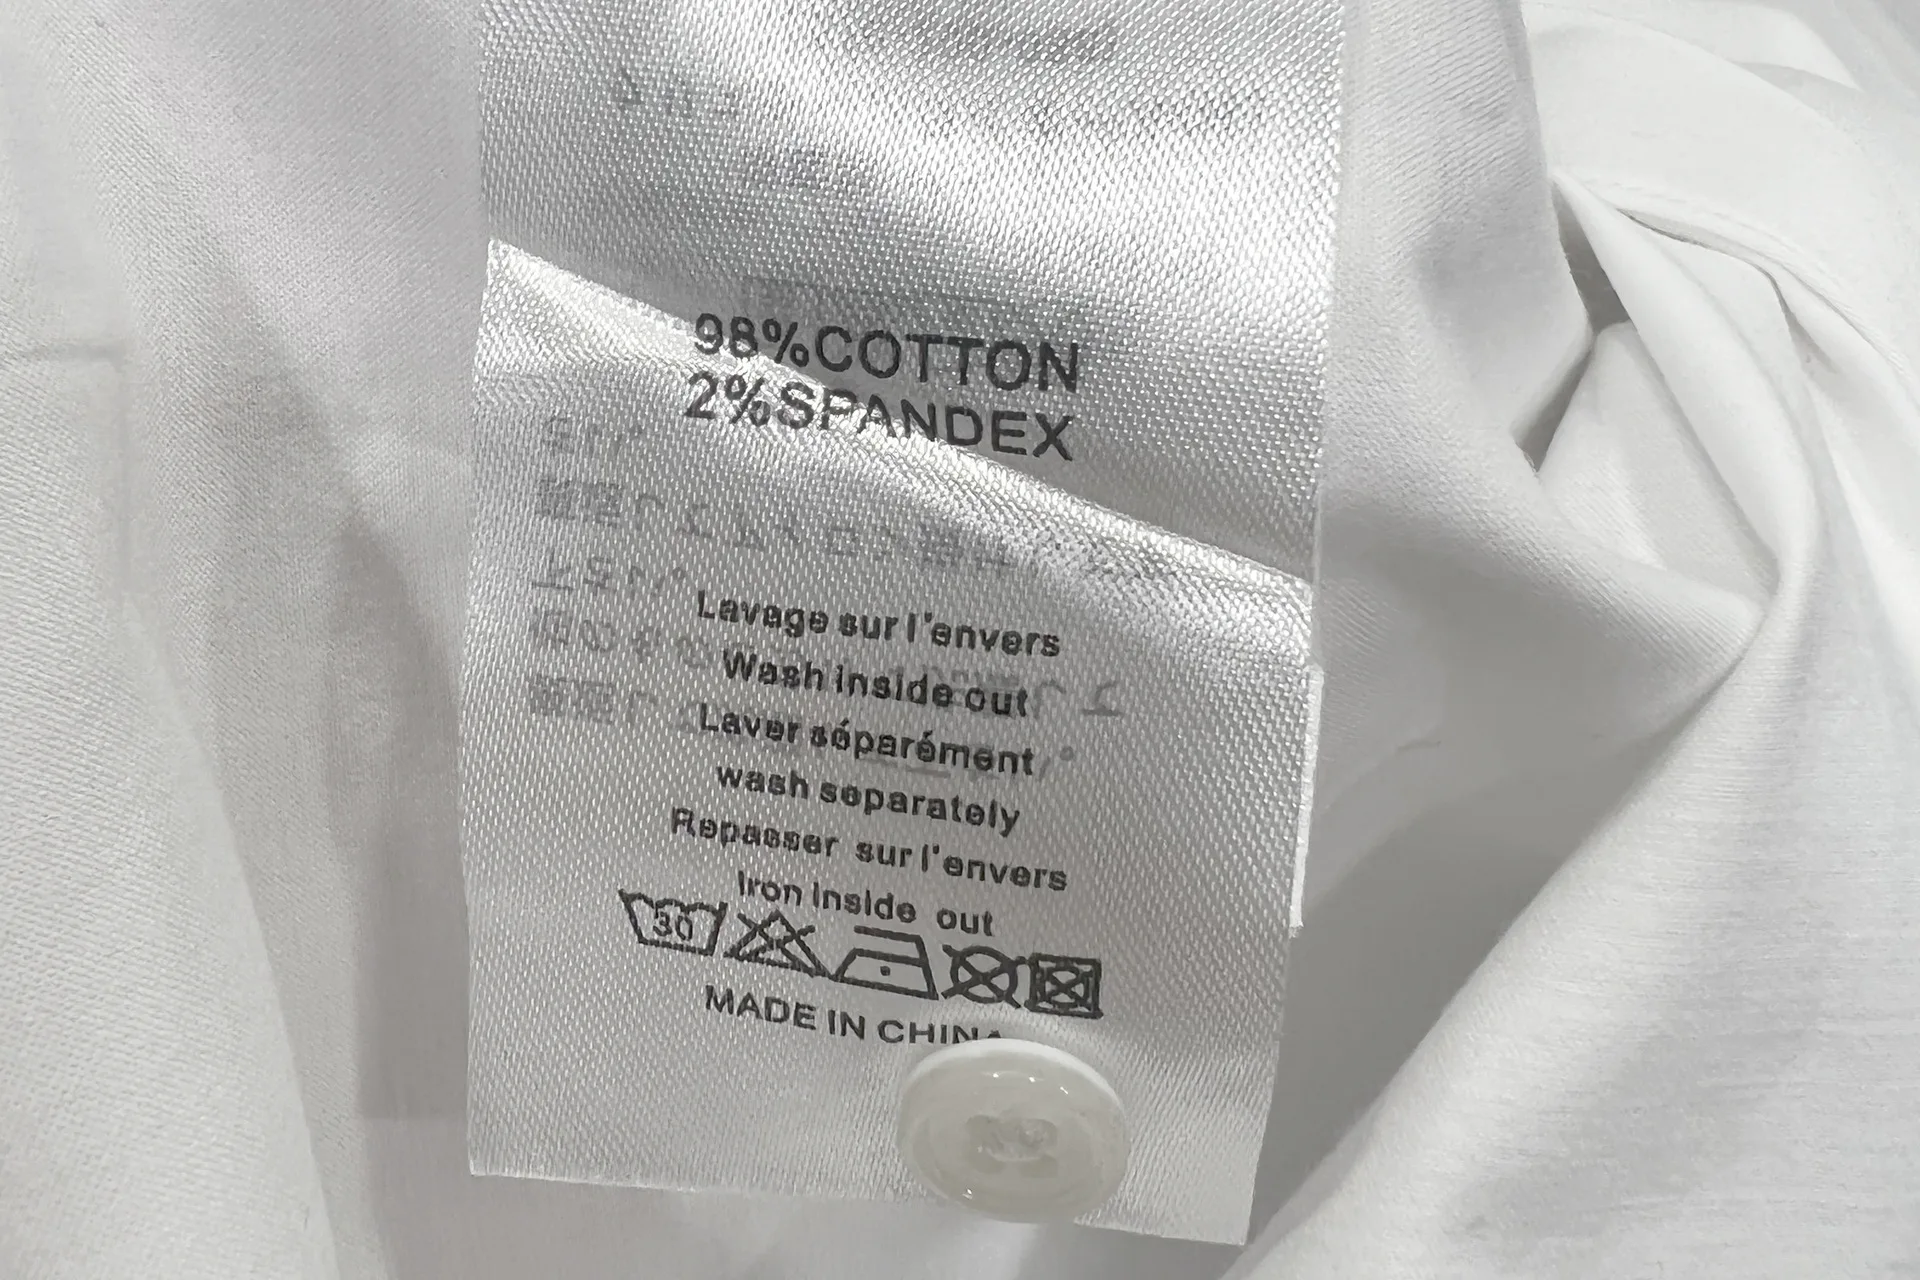 98%COTTON
2%SPANDEX
Lavage sur l'envers
Wash inside out
Laver séparément
wash separately
Repasser sur l'envers
Iron inside out
30
MADE IN CHINA